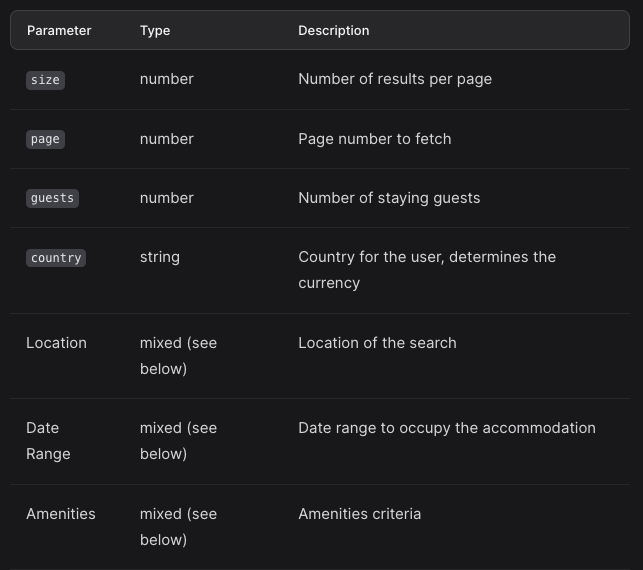 Parameter Type Description
size number Number of results per page
page number Page number to fetch
guests number Number of staying guests
country string Country for the user, determines the
currency
Location mixed (see Location of the search
below)
Date mixed (see Date range to occupy the accommodation
Range below)
Amenities mixed (see Amenities criteria
below)